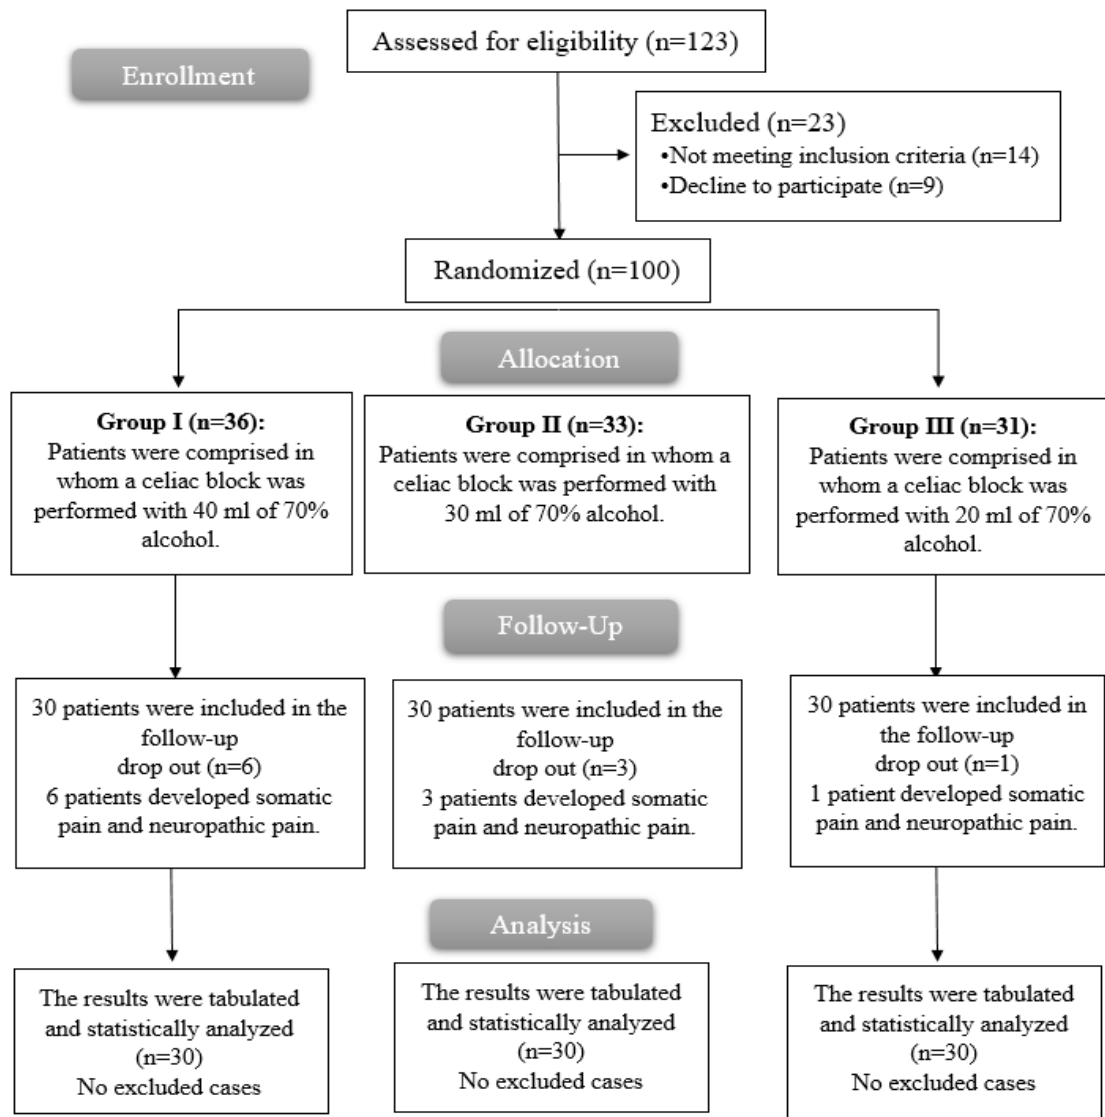 Assessed for eligibility (n=123)
Enrollment
Excluded (n=23)
•Not meeting inclusion criteria (n=14)
•Decline to participate (n=9)
Randomized (n=100)
Allocation
Group I (n=36):
Patients were comprised in
whom a celiac block was
performed with 40 ml of 70%
alcohol.
Group II (n=33):
Patients were comprised in whom a
celiac block was performed with
30 ml of 70% alcohol.
Group III (n=31):
Patients were comprised in
whom a celiac block was
performed with 20 ml of 70%
alcohol.
Follow-Up
30 patients were included in the
follow-up
drop out (n=6)
6 patients developed somatic
pain and neuropathic pain.
30 patients were included in the
follow-up
drop out (n=3)
3 patients developed somatic
pain and neuropathic pain.
30 patients were included in
the follow-up
drop out (n=1)
1 patient developed somatic
pain and neuropathic pain.
Analysis
The results were tabulated
and statistically analyzed
(n=30)
No excluded cases
The results were tabulated
and statistically analyzed
(n=30)
No excluded cases
The results were tabulated
and statistically analyzed
(n=30)
No excluded cases